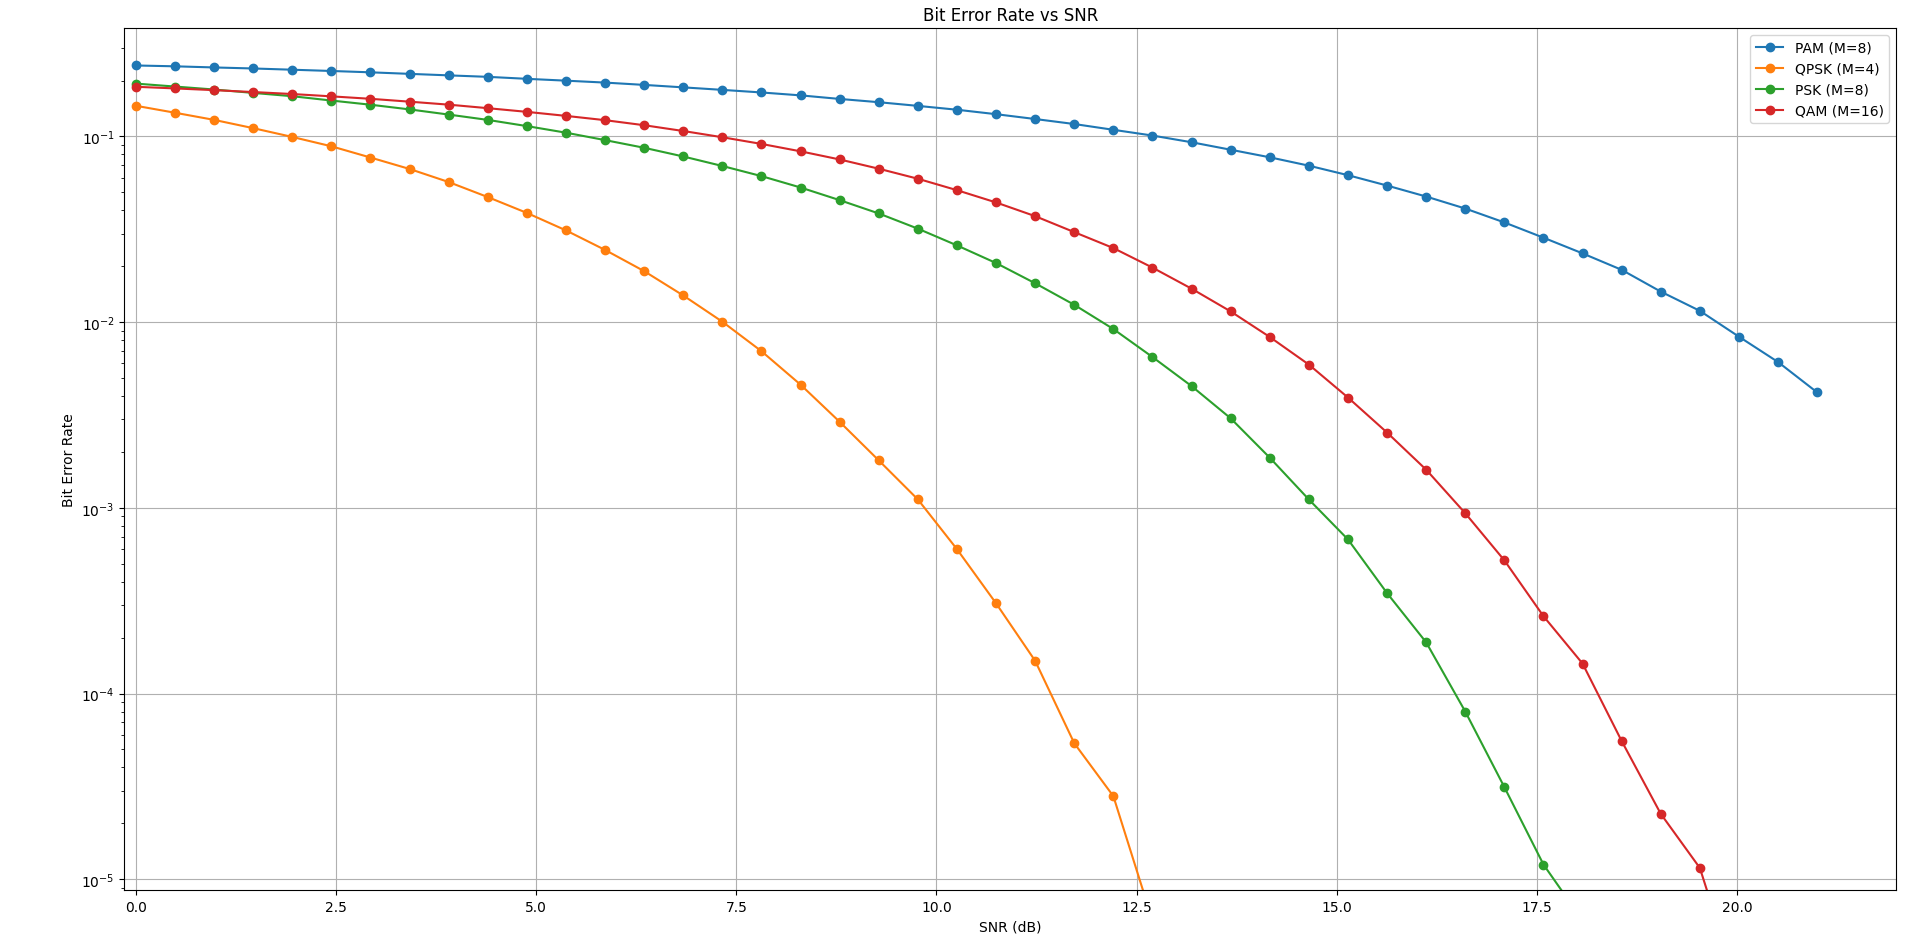 Bit Error Rate vs SNR
PAM (M=8)
QPSK (M=4)
PSK (M=8)
QAM (M=16)
Bit Error Rate
10⁻¹
10⁻²
10⁻³
10⁻⁴
10⁻⁵
0.0 2.5 5.0 7.5 10.0 12.5 15.0 17.5 20.0
SNR (dB)